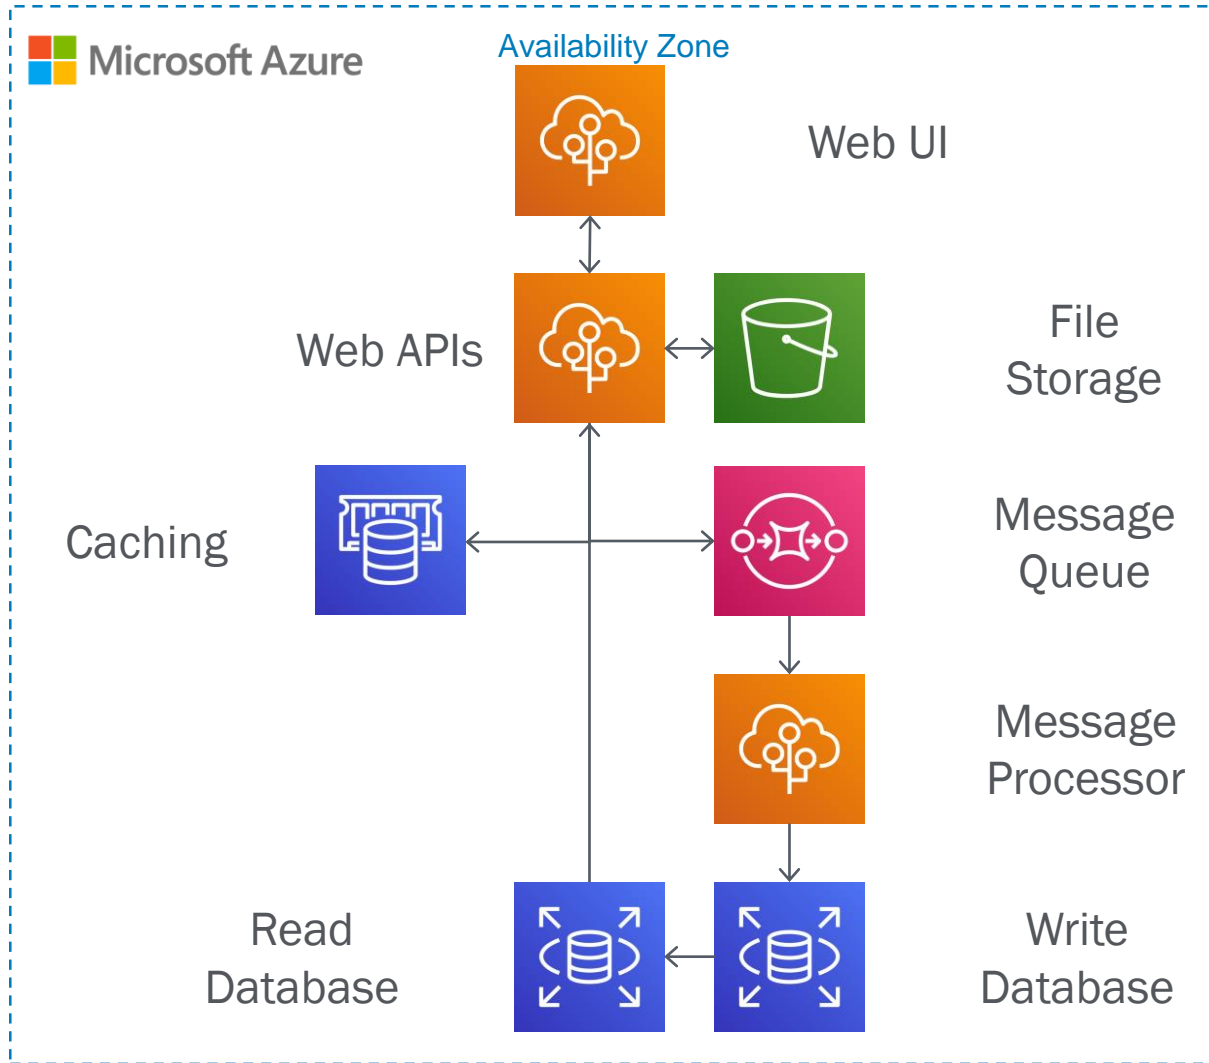 Microsoft Azure
Availability Zone
Web UI
Web APIs
File
Storage
Caching
Message
Queue
Message
Processor
Read
Database
Write
Database